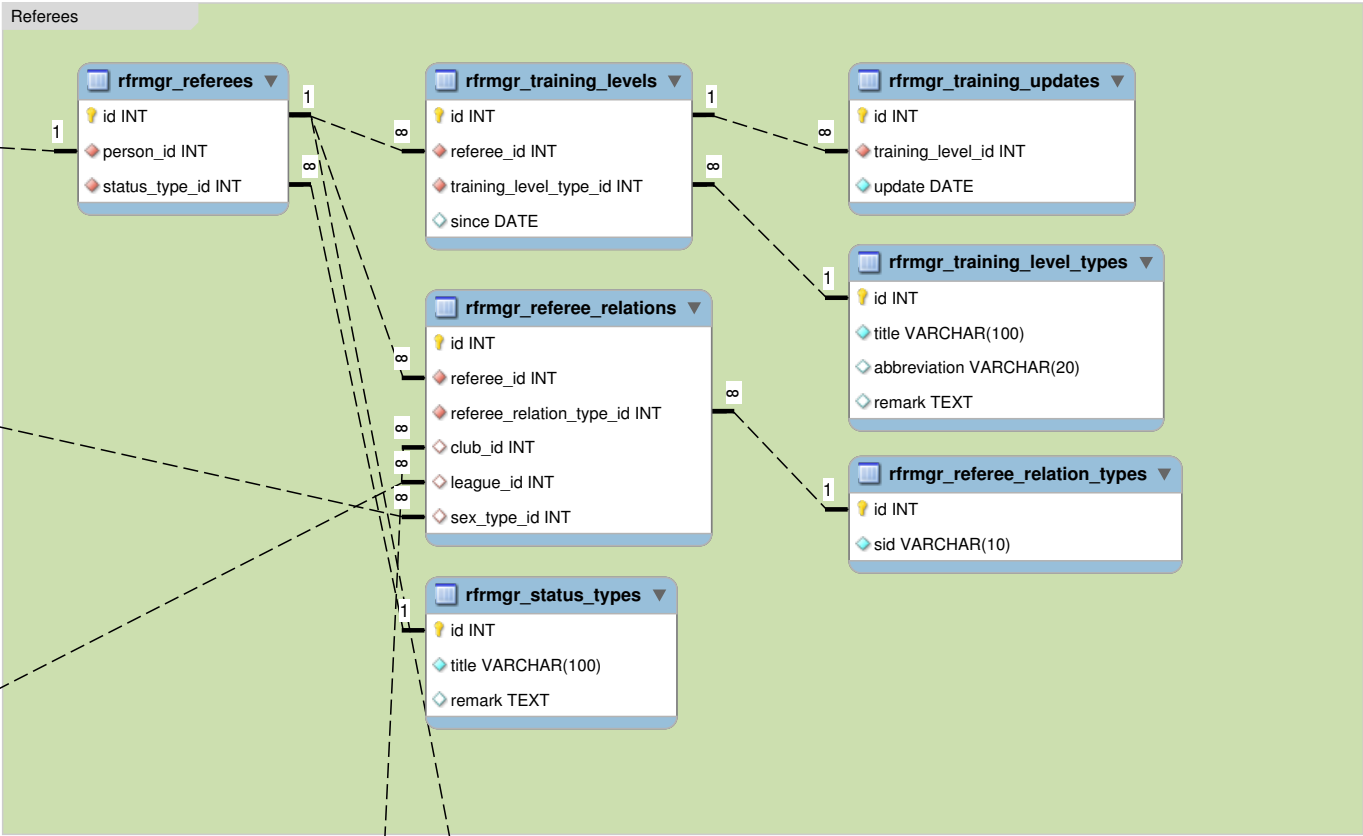 Referees
rfrmgr_referees
id INT
person_id INT
status_type_id INT
1
1
∞
rfrmgr_training_levels
id INT
referee_id INT
training_level_type_id INT
since DATE
∞
1
∞
rfrmgr_training_updates
id INT
training_level_id INT
update DATE
∞
rfrmgr_training_level_types
id INT
title VARCHAR(100)
abbreviation VARCHAR(20)
remark TEXT
1
rfrmgr_referee_relations
id INT
referee_id INT
referee_relation_type_id INT
club_id INT
league_id INT
sex_type_id INT
∞
∞
∞
∞
∞
rfrmgr_referee_relation_types
id INT
sid VARCHAR(10)
1
rfrmgr_status_types
id INT
title VARCHAR(100)
remark TEXT
1